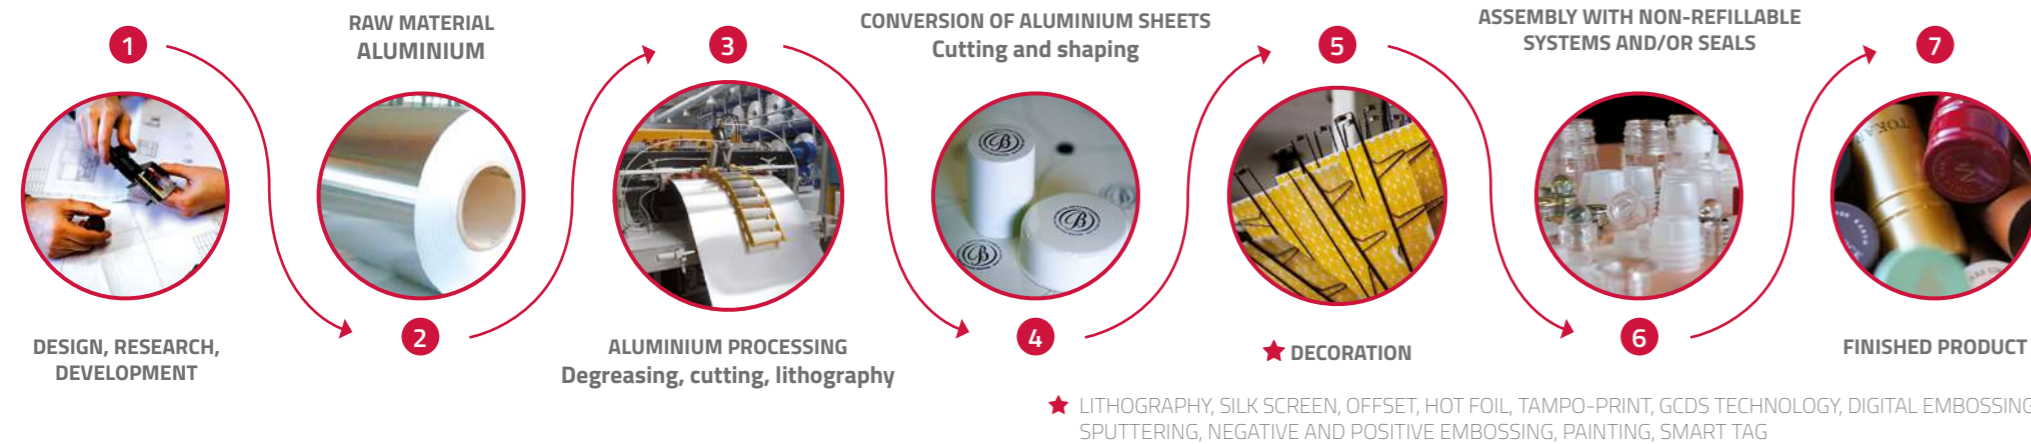 1
DESIGN, RESEARCH,
DEVELOPMENT
RAW MATERIAL
ALUMINIUM
2
3
ALUMINIUM PROCESSING
Degreasing, cutting, lithography
CONVERSION OF ALUMINIUM SHEETS
Cutting and shaping
B
B
B
4
5
★ DECORATION
ASSEMBLY WITH NON-REFILLABLE
SYSTEMS AND/OR SEALS
6
7
TOKA
FINISHED PRODUCT
★ LITHOGRAPHY, SILK SCREEN, OFFSET, HOT FOIL, TAMPO-PRINT, GCDS TECHNOLOGY, DIGITAL EMBOSSING
SPUTTERING, NEGATIVE AND POSITIVE EMBOSSING, PAINTING, SMART TAG